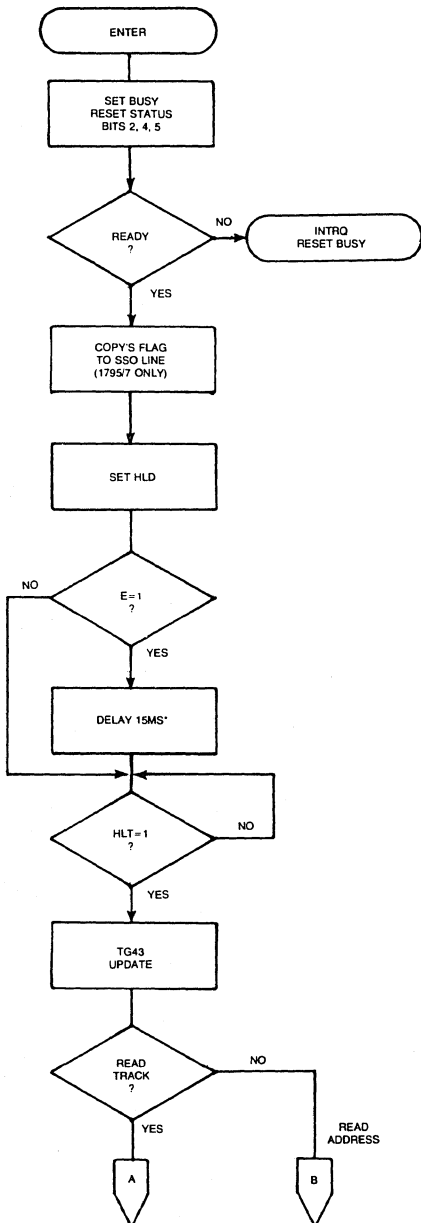 ENTER
SET BUSY
RESET STATUS
BITS 2, 4, 5
READY
?
NO
INTRQ
RESET BUSY
YES
COPY'S FLAG
TO SSO LINE
(1795/7 ONLY)
SET HLD
NO
E=1
?
YES
DELAY 15MS*
HLT=1
?
NO
YES
TG43
UPDATE
READ
TRACK
?
NO
YES
READ
ADDRESS
A
B